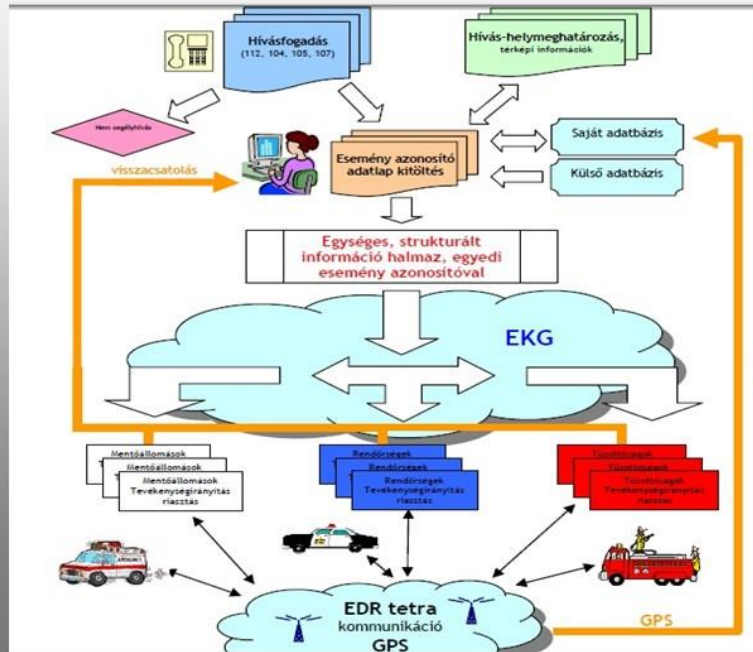 Hívásfogadás
(112, 104, 105, 107)
Hívás-helymeghatározás,
térképi információk
Nem segélyhívás
Esemény azonosító
adatlap kitöltés
Saját adatbázis
Külső adatbázis
visszacsatolás
Egységes, strukturált
információ halmaz, egyedi
esemény azonosítóval
EKG
Mentőállomások
Mentőállomások
Mentőállomások
Tevékenységirányítás
riasztás
Rendőrségek
Rendőrségek
Rendőrségek
Tevékenységirányítás
riasztás
Tűzoltóságok
Tűzoltóságok
Tűzoltóságok
Tevékenységirányítás
riasztás
EDR tetra
kommunikáció
GPS
GPS